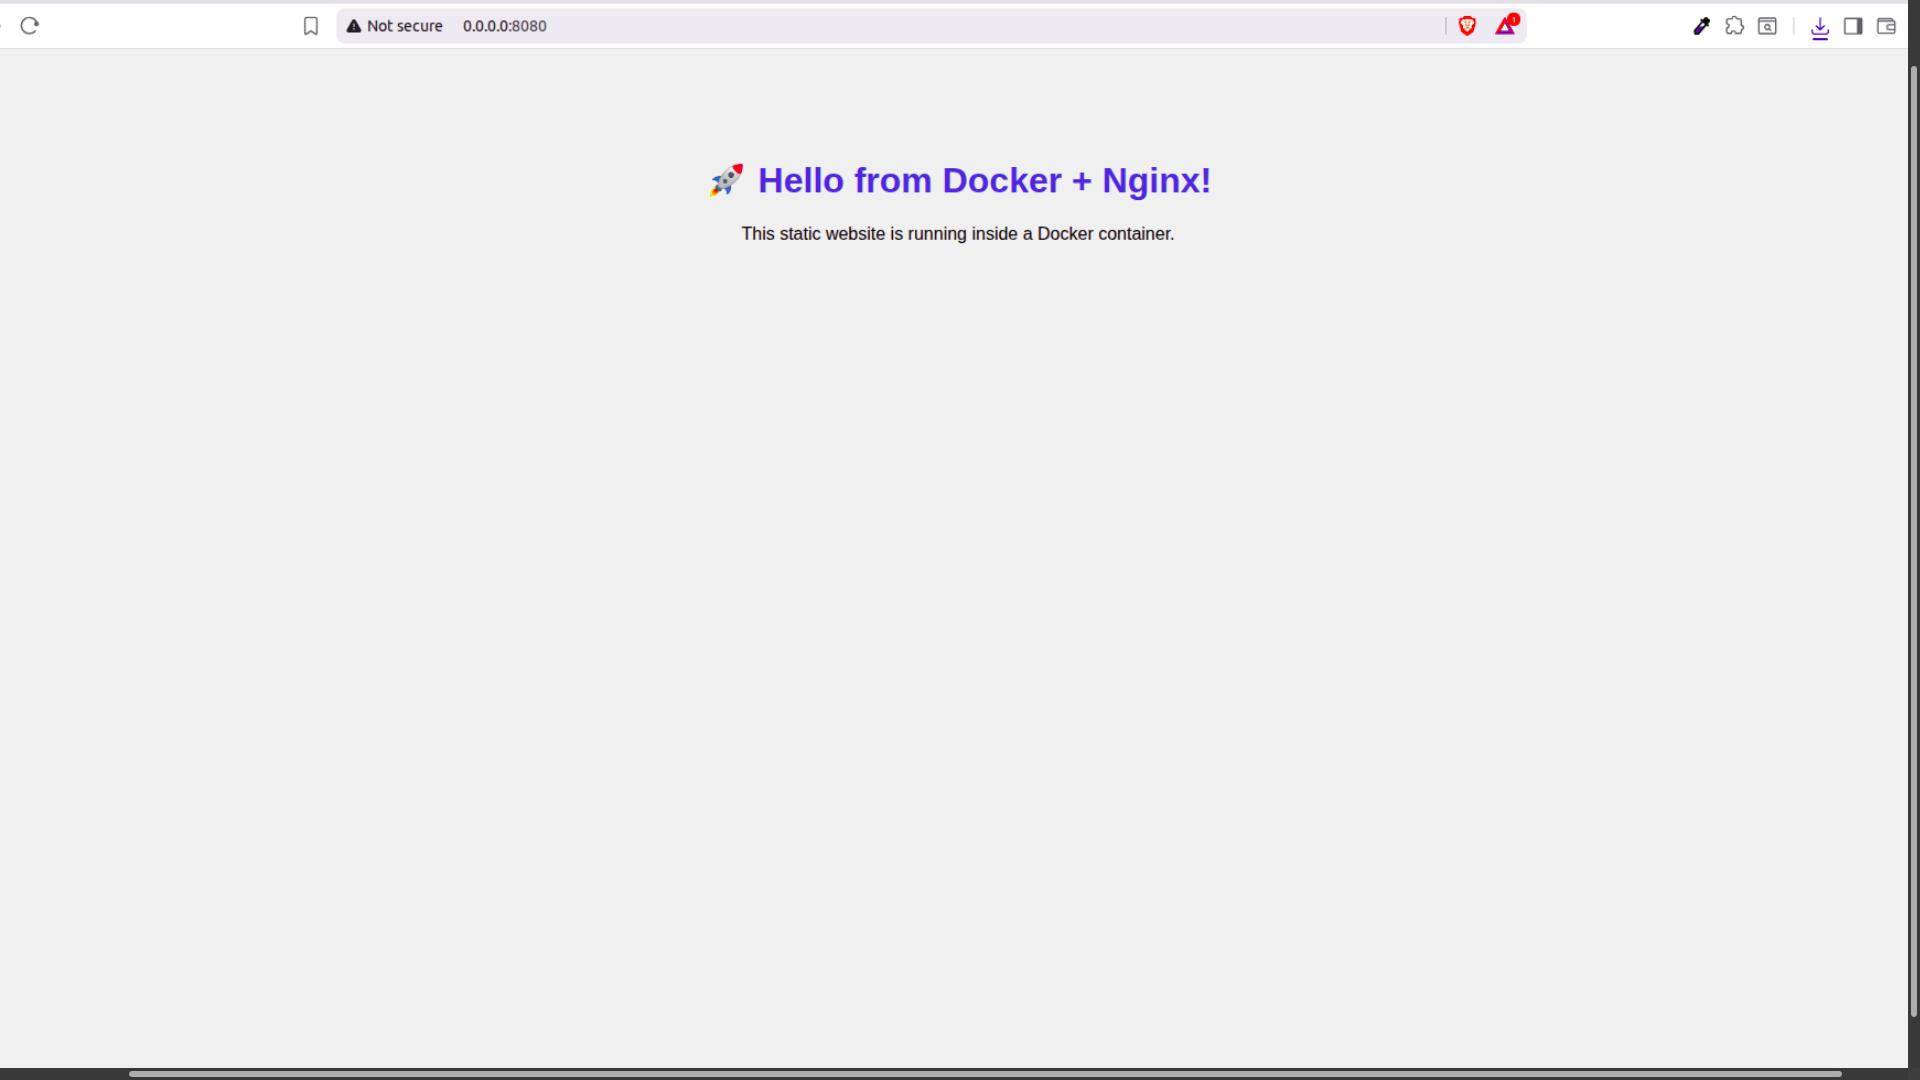 Not secure 0.0.0.0:8080
1
🚀 Hello from Docker + Nginx!
This static website is running inside a Docker container.